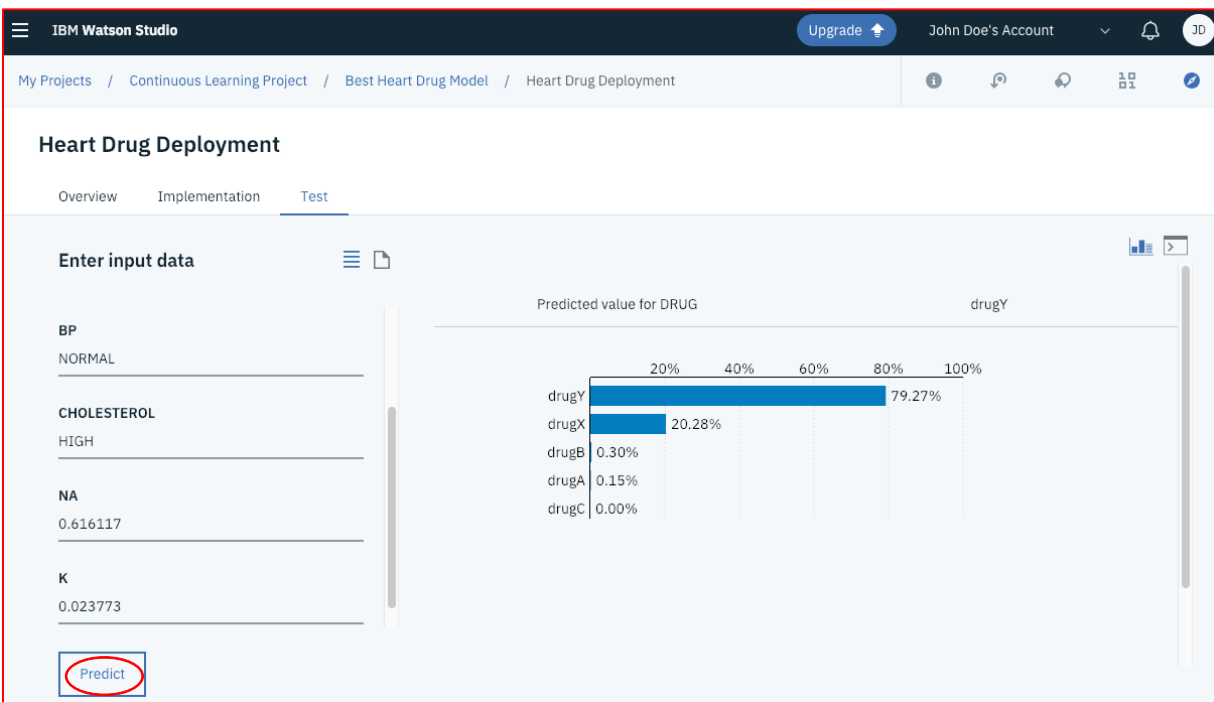 IBM Watson Studio
Upgrade
John Doe's Account
JD
My Projects / Continuous Learning Project / Best Heart Drug Model / Heart Drug Deployment
Heart Drug Deployment
Overview Implementation Test
Enter input data
BP
NORMAL
CHOLESTEROL
HIGH
NA
0.616117
K
0.023773
Predict
Predicted value for DRUG drugY
20% 40% 60% 80% 100%
drugY 79.27%
drugX 20.28%
drugB 0.30%
drugA 0.15%
drugC 0.00%